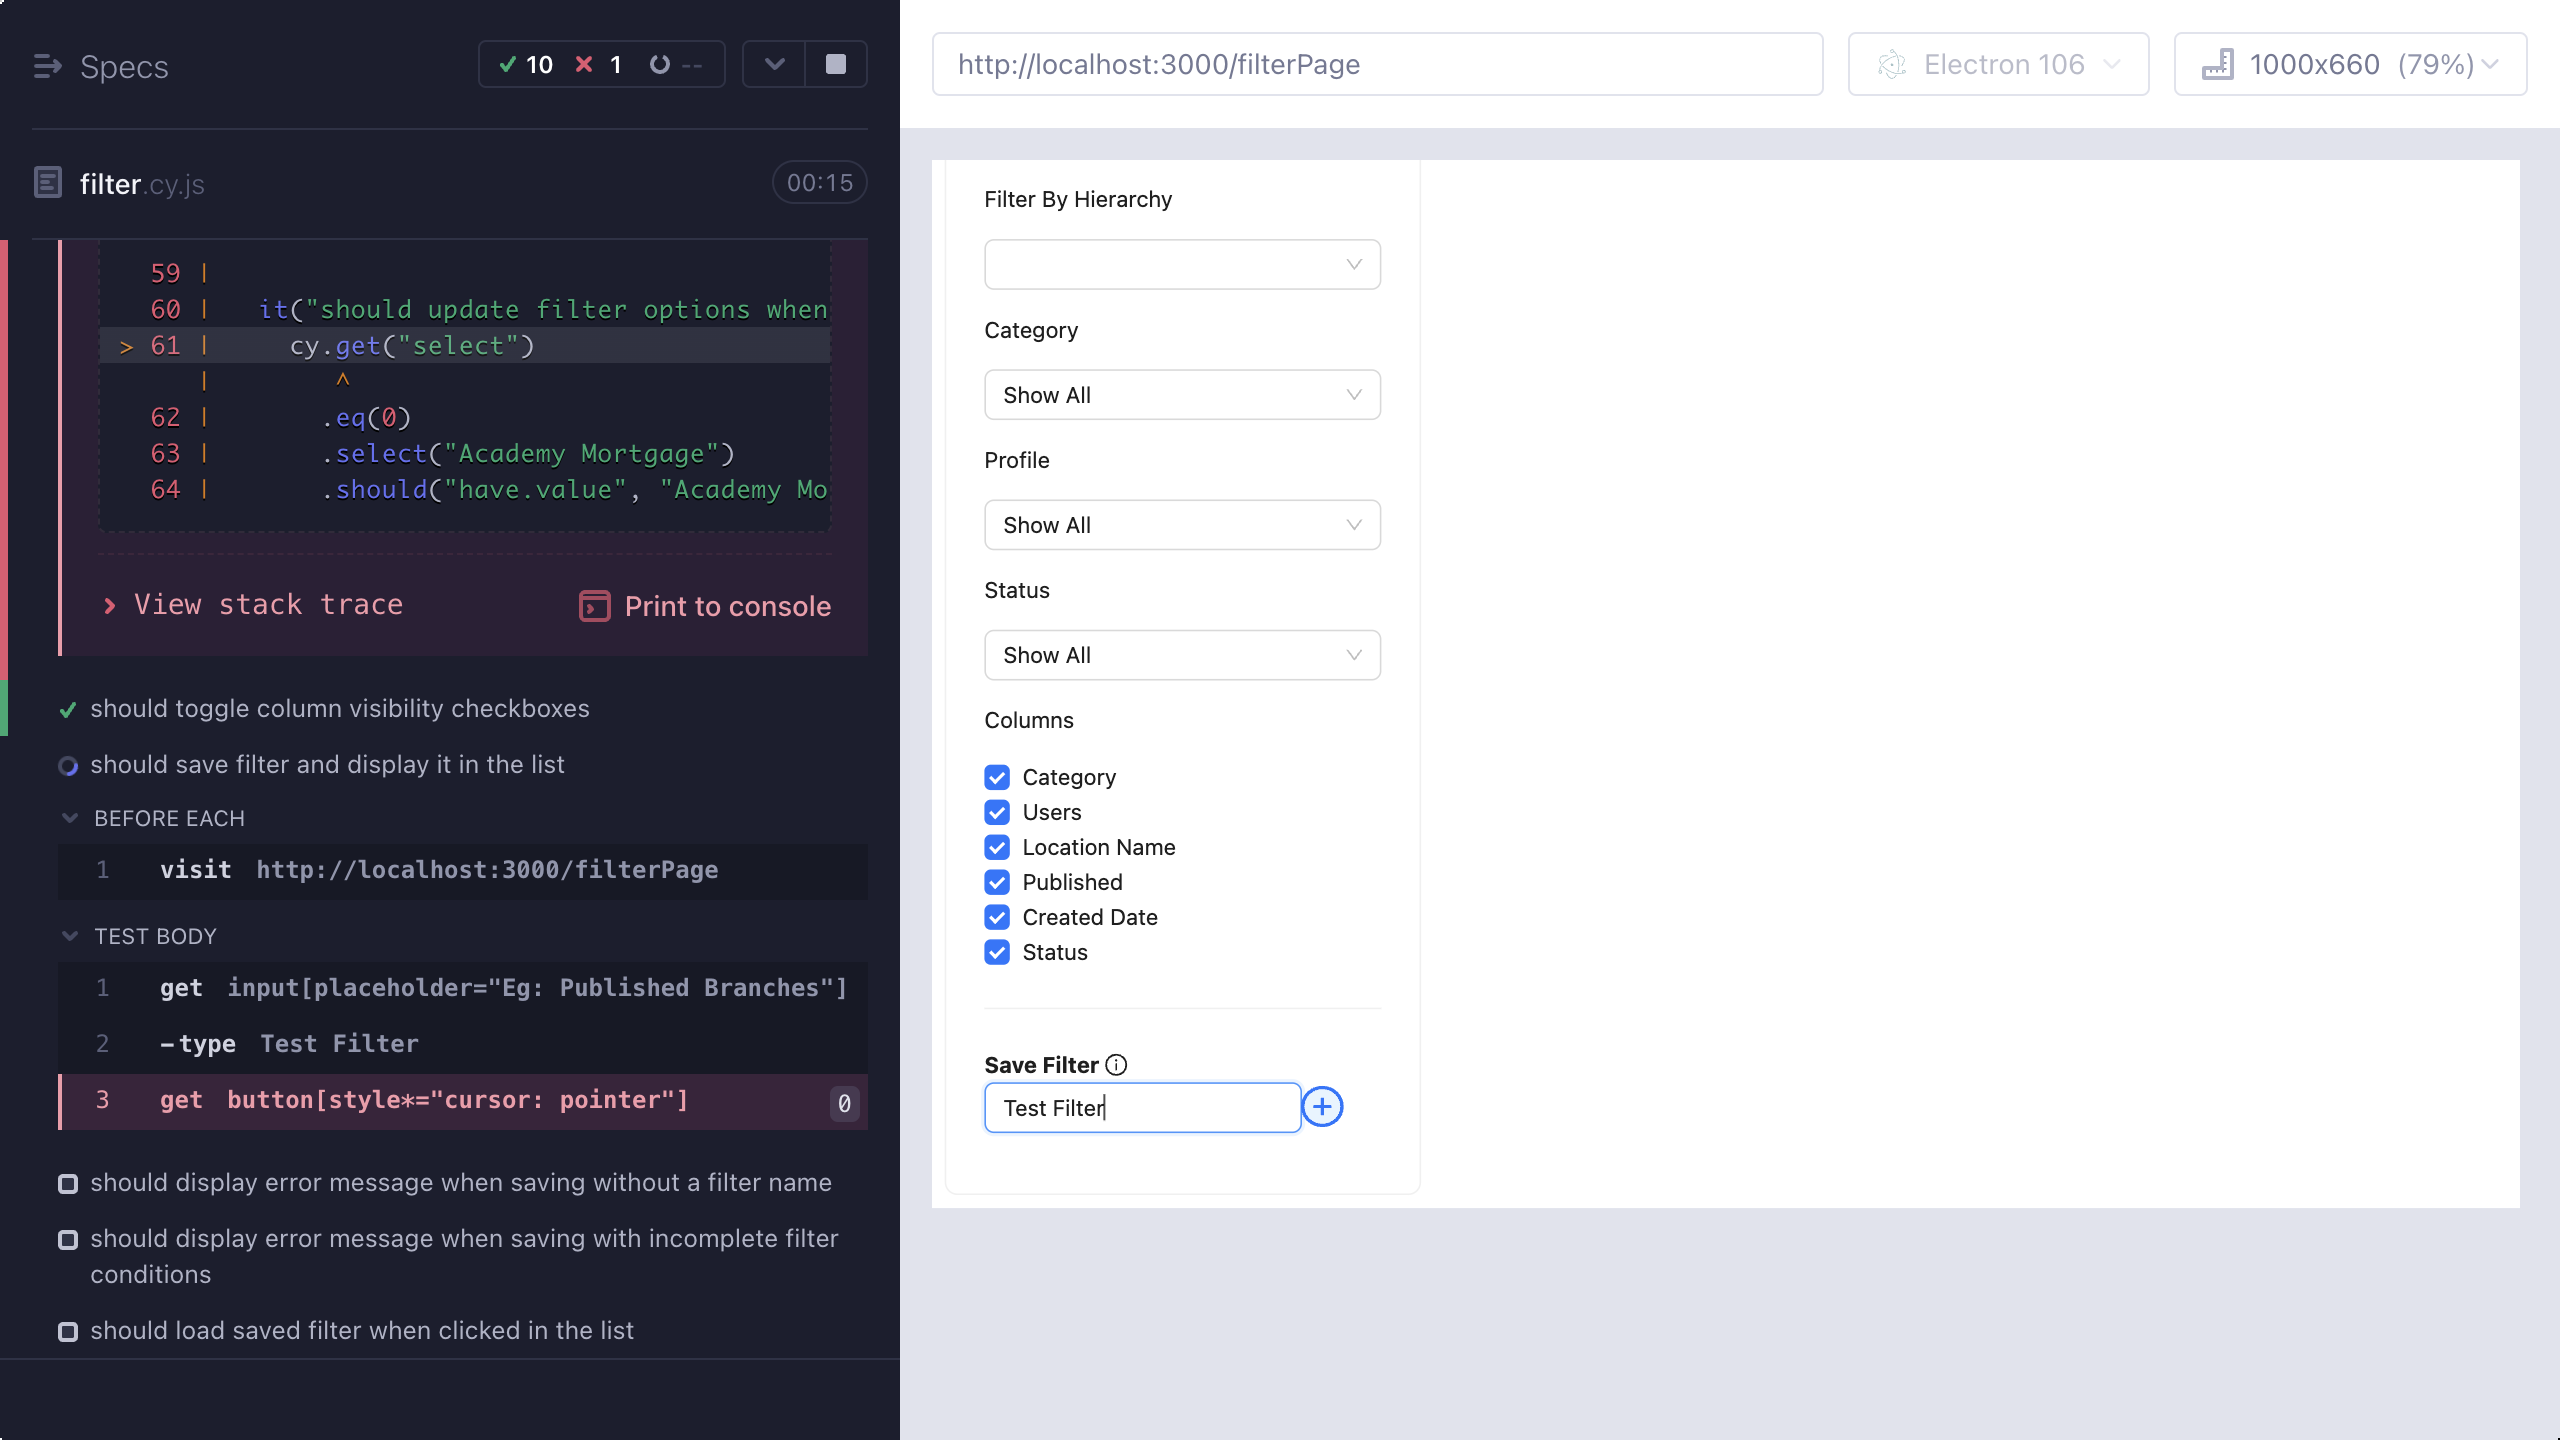 Specs
10 1 --
filter.cy.js
00:15
59 |
60 | it("should update filter options when
> 61 | cy.get("select")
| ^
62 | .eq(0)
63 | .select("Academy Mortgage")
64 | .should("have.value", "Academy Mo
View stack trace
Print to console
should toggle column visibility checkboxes
should save filter and display it in the list
BEFORE EACH
1 visit http://localhost:3000/filterPage
TEST BODY
1 get input[placeholder="Eg: Published Branches"]
2 -type Test Filter
3 get button[style*="cursor: pointer"] 0
should display error message when saving without a filter name
should display error message when saving with incomplete filter
conditions
should load saved filter when clicked in the list
http://localhost:3000/filterPage
Electron 106
1000x660 (79%)
Filter By Hierarchy
Category
Show All
Profile
Show All
Status
Show All
Columns
Category
Users
Location Name
Published
Created Date
Status
Save Filter
Test Filter